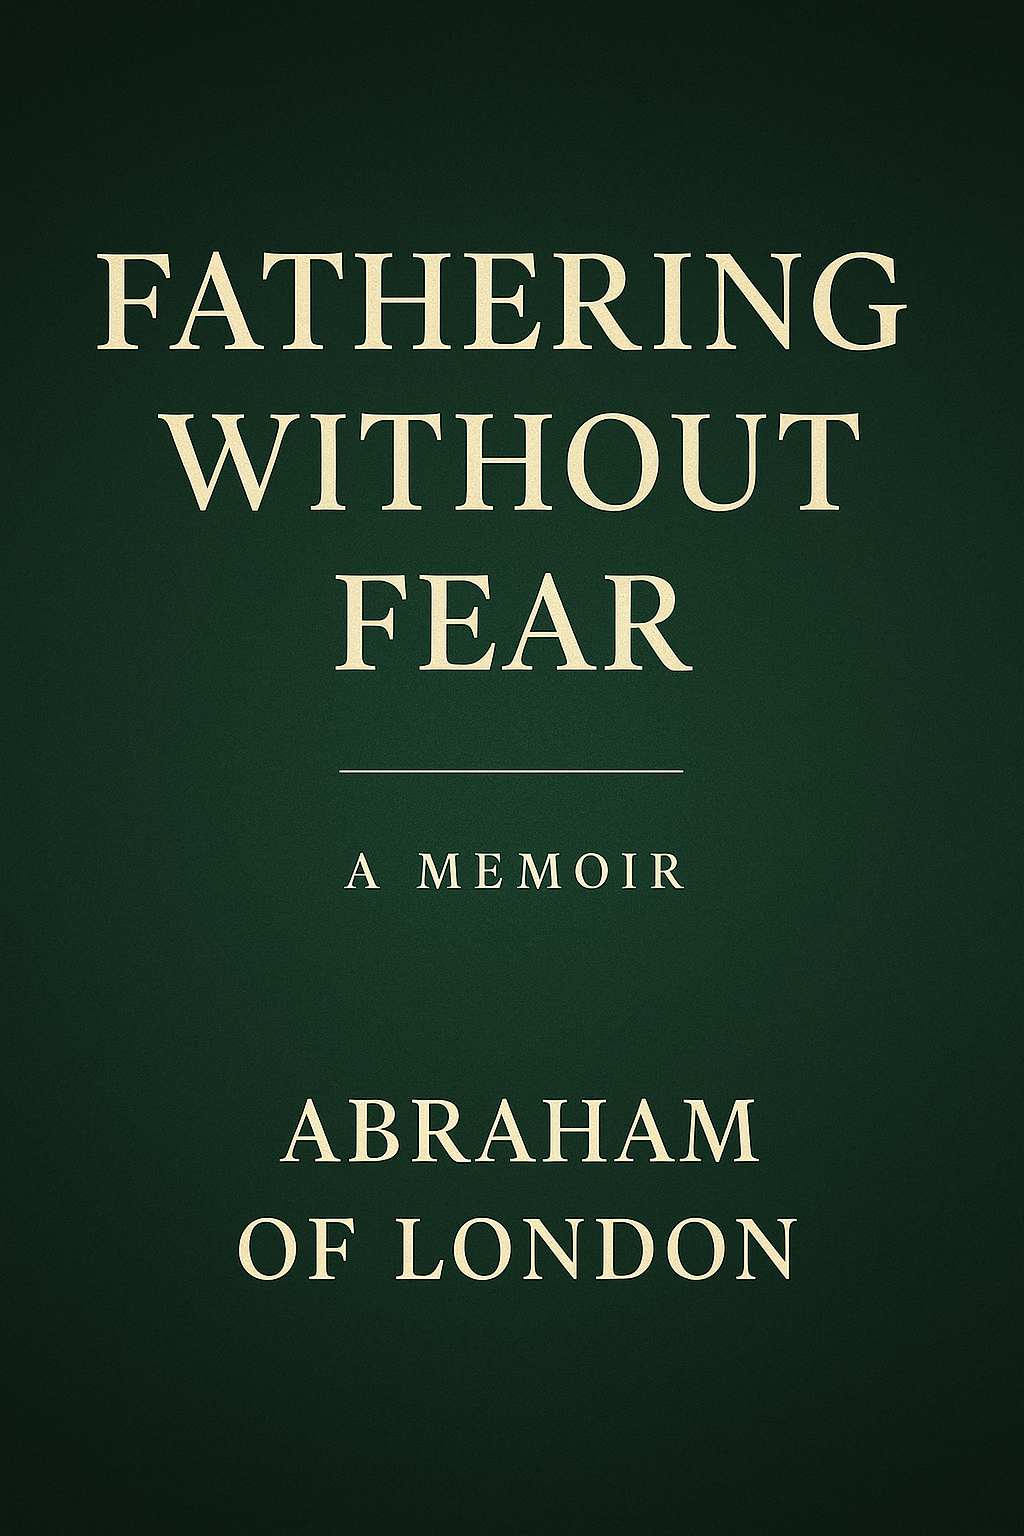 FATHERING
WITHOUT
FEAR
A MEMOIR
ABRAHAM
OF LONDON